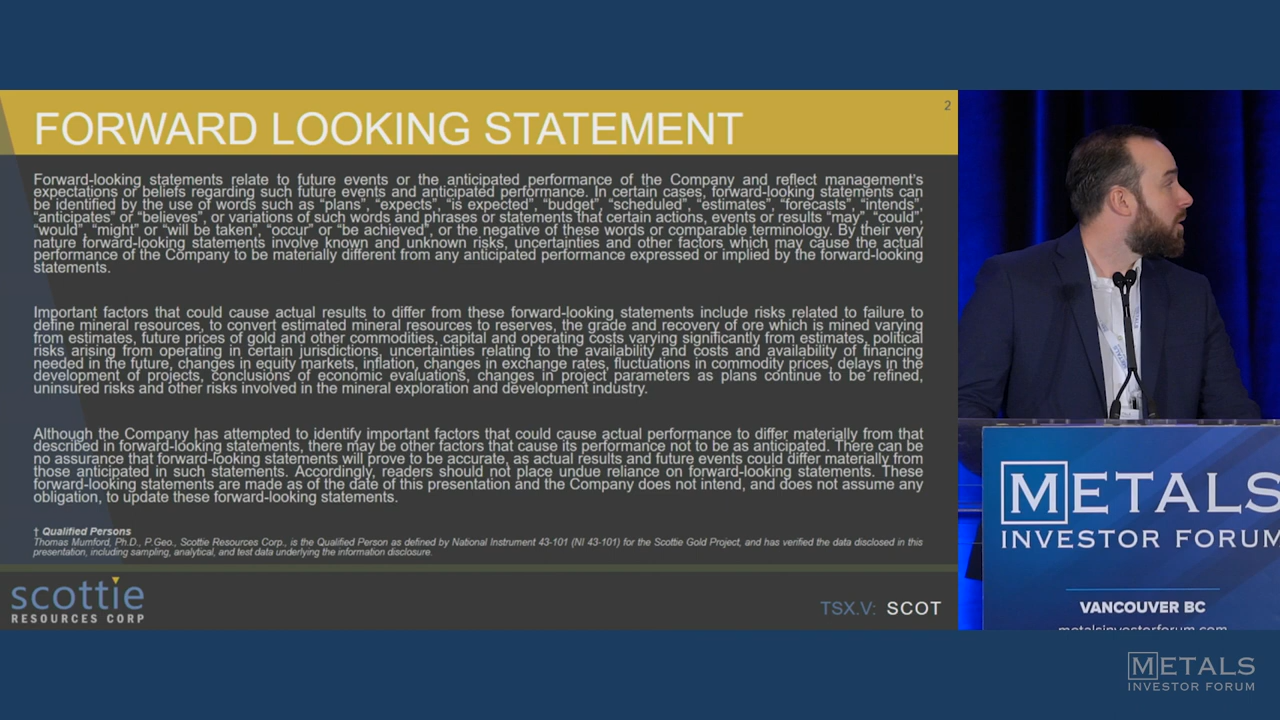 FORWARD LOOKING STATEMENT
2
Forward-looking statements relate to future events or the anticipated performance of the Company and reflect management's
expectations or beliefs regarding such future events and anticipated performance. In certain cases, forward-looking statements can
be identified by the use of words such as “plans”, “expects”, “is expected”, “budget”, “scheduled”, “estimates”, “forecasts”, “intends”,
“anticipates” or “believes”, or variations of such words and phrases or statements that certain actions, events or results “may”, “could”,
“would”, “might” or “will be taken”, “occur” or “be achieved”, or the negative of these words or comparable terminology. By their very
nature forward-looking statements involve known and unknown risks, uncertainties and other factors which may cause the actual
performance of the Company to be materially different from any anticipated performance expressed or implied by the forward-looking
statements.
Important factors that could cause actual results to differ from these forward-looking statements include risks related to failure to
define mineral resources, to convert estimated mineral resources to reserves, the grade and recovery of ore which is mined varying
from estimates, future prices of gold and other commodities, capital and operating costs varying significantly from estimates, political
risks arising from operating in certain jurisdictions, uncertainties relating to the availability and costs and availability of financing
needed in the future, changes in equity markets, inflation, changes in exchange rates, fluctuations in commodity prices, delays in the
development of projects, conclusions of economic evaluations, changes in project parameters as plans continue to be refined,
uninsured risks and other risks involved in the mineral exploration and development industry.
Although the Company has attempted to identify important factors that could cause actual performance to differ materially from that
described in forward-looking statements, there may be other factors that cause its performance not to be as anticipated. There can be
no assurance that forward-looking statements will prove to be accurate, as actual results and future events could differ materially from
those anticipated in such statements. Accordingly, readers should not place undue reliance on forward-looking statements. These
forward-looking statements are made as of the date of this presentation and the Company does not intend, and does not assume any
obligation, to update these forward-looking statements.
† Qualified Persons
Thomas Mumford, Ph.D., P.Geo., Scottie Resources Corp., is the Qualified Person as defined by National Instrument 43-101 (NI 43-101) for the Scottie Gold Project, and has verified the data disclosed in this
presentation, including sampling, analytical, and test data underlying the information disclosure.
scottie
RESOURCES CORP
TSX.V: SCOT
METALS
INVESTOR FORUM
VANCOUVER BC
metalsinvestorforum.com
METALS
INVESTOR FORUM